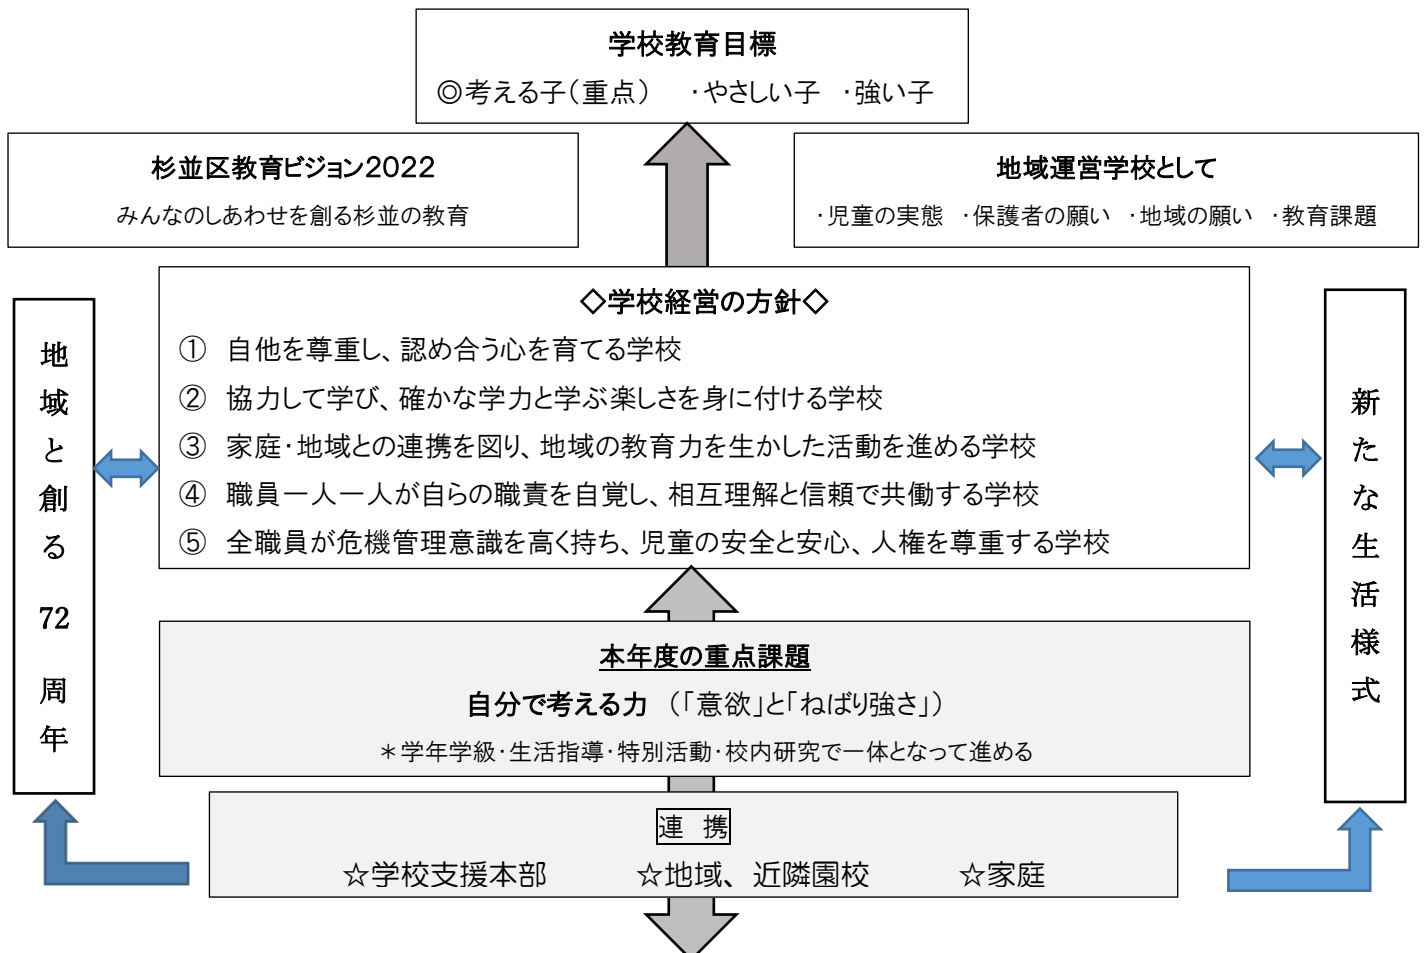 学校教育目標
◎考える子（重点）　・やさしい子　・強い子
杉並区教育ビジョン2022
みんなのしあわせを創る杉並の教育
地域運営学校として
・児童の実態　・保護者の願い　・地域の願い　・教育課題
◇学校経営の方針◇
①　自他を尊重し、認め合う心を育てる学校
②　協力して学び、確かな学力と学ぶ楽しさを身に付ける学校
③　家庭・地域との連携を図り、地域の教育力を生かした活動を進める学校
④　職員一人一人が自らの職責を自覚し、相互理解と信頼で共働する学校
⑤　全職員が危機管理意識を高く持ち、児童の安全と安心、人権を尊重する学校
地域と創る　72　周年
新たな生活様式
本年度の重点課題
自分で考える力　（「意欲」と「ねばり強さ」）
＊学年学級・生活指導・特別活動・校内研究で一体となって進める
連　携
☆学校支援本部　　　☆地域、近隣園校　　　☆家庭